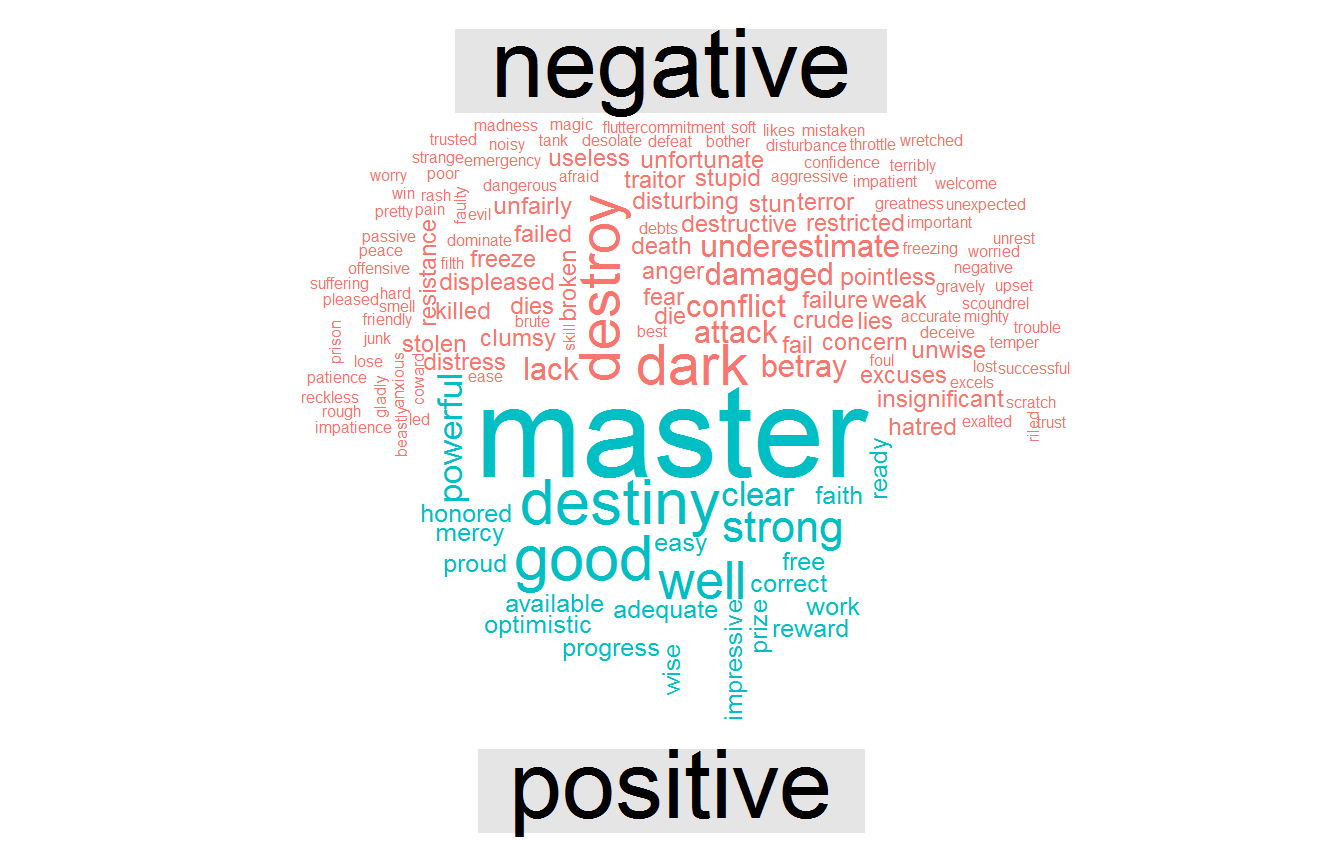 negative
madness magic flutter commitment soft likes mistaken
trusted noisy tank desolate defeat bother disturbance throttle wretched
strange emergency useless unfortunate confidence terribly
worry poor dangerous afraid traitor stupid aggressive impatient welcome
win rash faulty unfairly disturbing stun terror greatness unexpected
pretty pain evil destroy debts destructive restricted important
passive dominate failed death underestimate freezing unrest
peace resistance filth freeze anger damaged pointless worried
offensive displeased broken negative
suffering hard fear conflict failure weak gravely upset
pleased smell killed dies die crude lies accurate mighty scoundrel
friendly brute skill best attack deceive trouble
prison junk stolen clumsy fail concern unwise temper
lose distress lack dark betray foul excuses lost successful
patience anxious coward ease excels
reckless gladly powerful master insignificant scratch
rough led hatred exalted trust
impatience beastly riled
ready
destiny clear faith
honored strong
mercy easy
proud good well free
correct
available adequate work
optimistic impressive prize reward
progress wise
positive